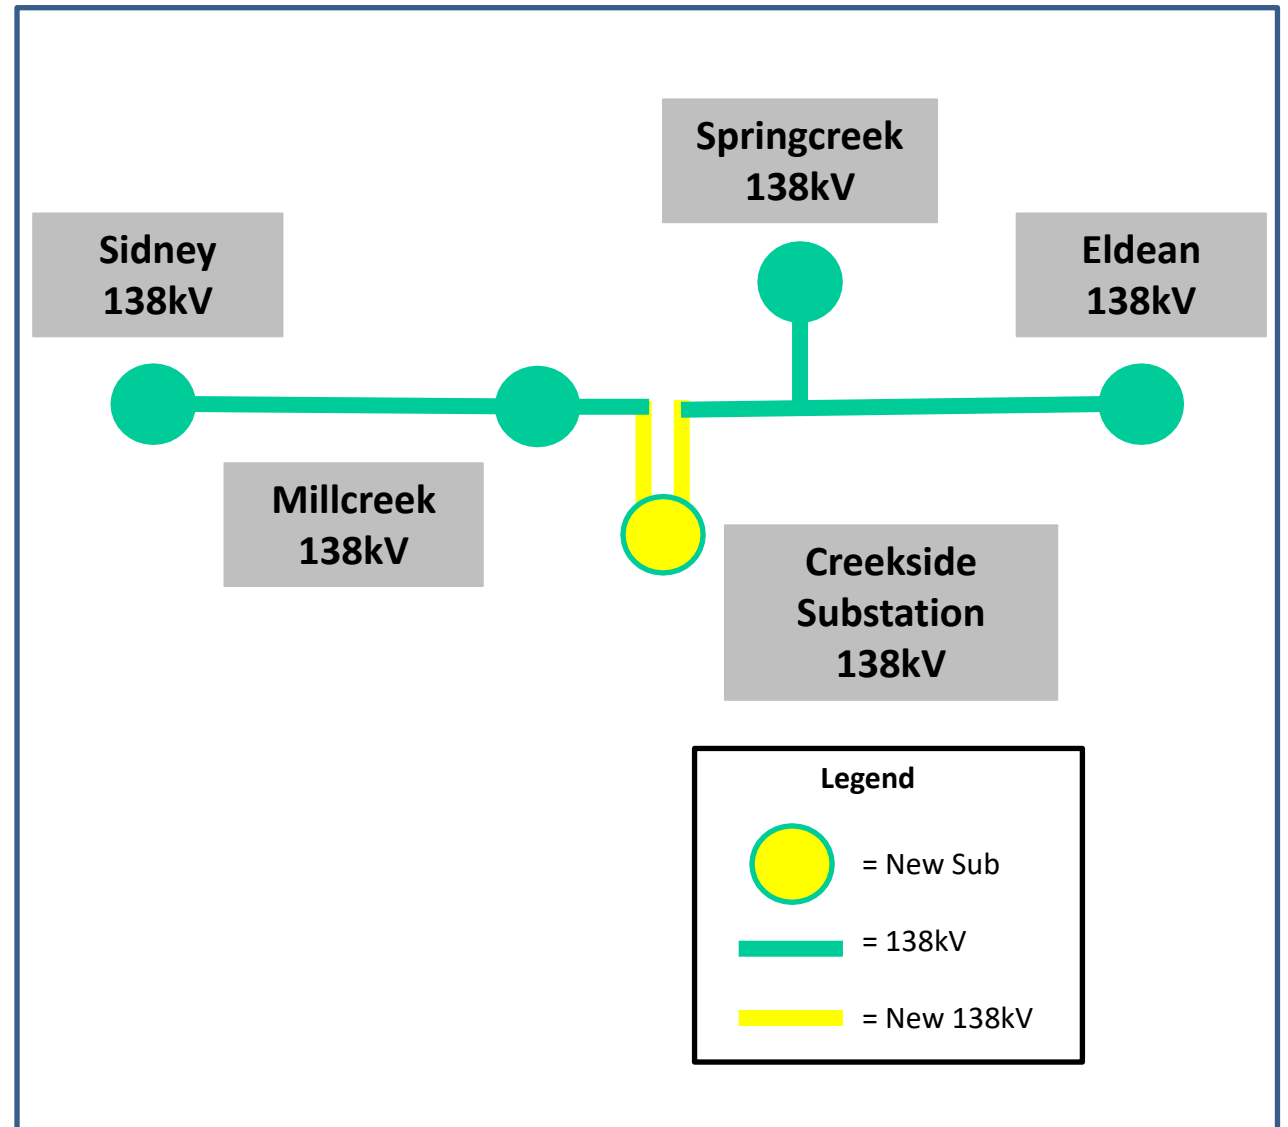 Springcreek
138kV
Sidney
138kV
Eldean
138kV
Millcreek
138kV
Creekside
Substation
138kV
Legend
= New Sub
= 138kV
= New 138kV